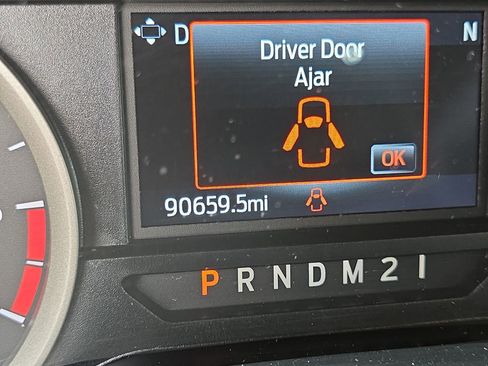 D N
Driver Door
Ajar
OK
90659.5mi
P R N D M 2 1